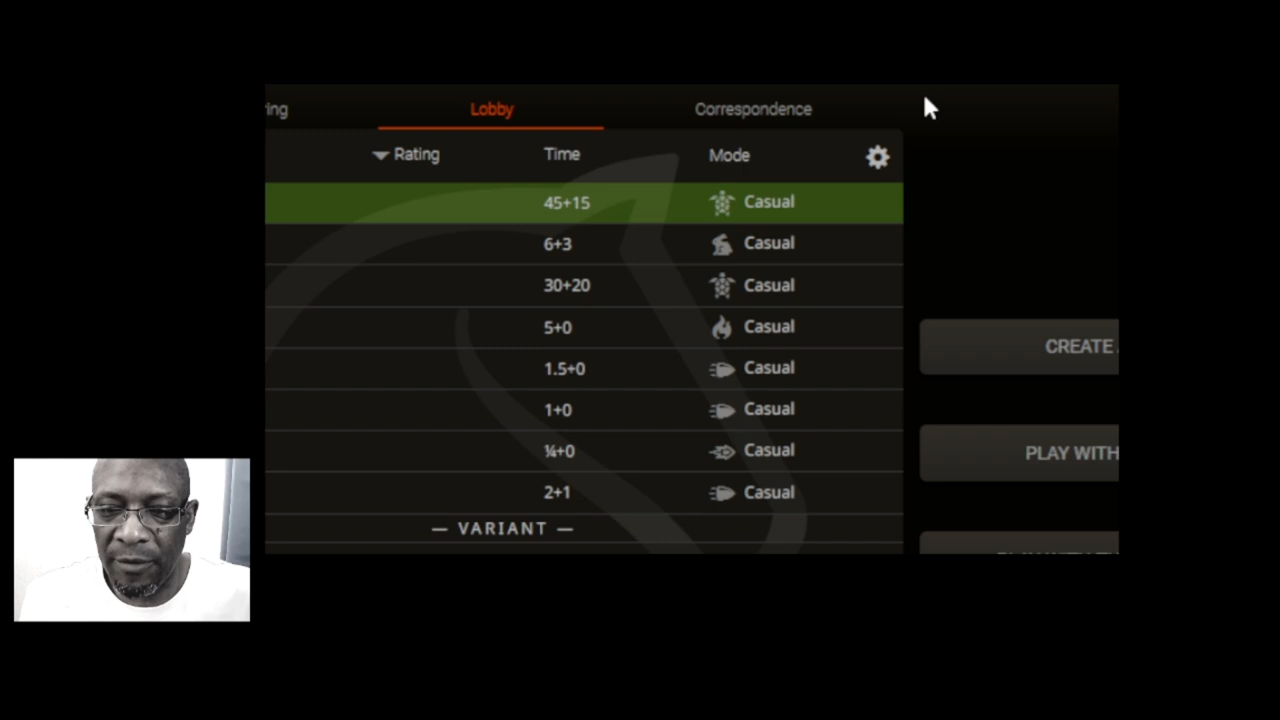 ring Lobby Correspondence
Rating Time Mode
45+15 Casual
6+3 Casual
30+20 Casual
5+0 Casual
CREATE
1.5+0 Casual
1+0 Casual
¼+0 Casual
PLAY WITH
2+1 Casual
— VARIANT —